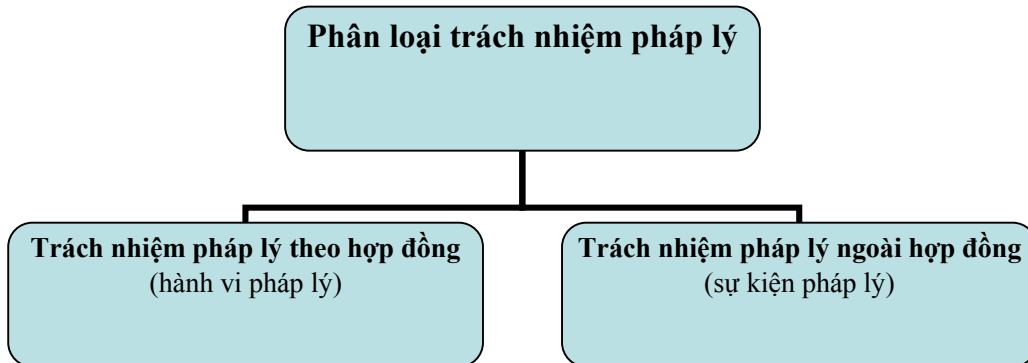 Phân loại trách nhiệm pháp lý
Trách nhiệm pháp lý theo hợp đồng
(hành vi pháp lý)
Trách nhiệm pháp lý ngoài hợp đồng
(sự kiện pháp lý)